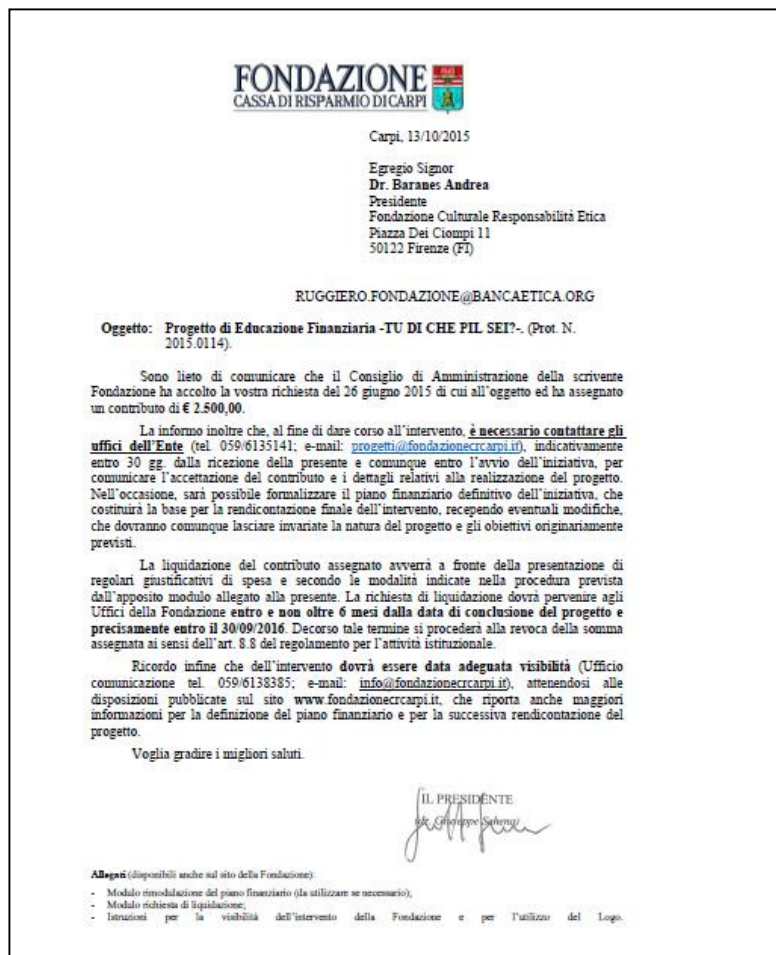 FONDAZIONE
CASSA DI RISPARMIO DI CARPI
Carpi, 13/10/2015
Egregio Signor
Dr. Baranes Andrea
Presidente
Fondazione Culturale Responsabilità Etica
Piazza Dei Ciompi 11
50122 Firenze (FI)
RUGGIERO.FONDAZIONE@BANCAETICA.ORG
Oggetto: Progetto di Educazione Finanziaria -TU DI CHE PIL SEI?-. (Prot. N.
2015.0114).
Sono lieto di comunicare che il Consiglio di Amministrazione della scrivente
Fondazione ha accolto la vostra richiesta del 26 giugno 2015 di cui all'oggetto ed ha assegnato
un contributo di € 2.500,00.
La informo inoltre che, al fine di dare corso all'intervento, è necessario contattare gli
uffici dell'Ente (tel. 059/6135141; e-mail: progetti@fondazionecrcarpi.it), indicativamente
entro 30 gg. dalla ricezione della presente e comunque entro l'avvio dell'iniziativa, per
comunicare l'accettazione del contributo e i dettagli relativi alla realizzazione del progetto.
Nell'occasione, sarà possibile formalizzare il piano finanziario definitivo dell'iniziativa, che
costituirà la base per la rendicontazione finale dell'intervento, recependo eventuali modifiche,
che dovranno comunque lasciare invariate la natura del progetto e gli obiettivi originariamente
previsti.
La liquidazione del contributo assegnato avverrà a fronte della presentazione di
regolari giustificativi di spesa e secondo le modalità indicate nella procedura prevista
dall'apposito modulo allegato alla presente. La richiesta di liquidazione dovrà pervenire agli
Uffici della Fondazione entro e non oltre 6 mesi dalla data di conclusione del progetto e
precisamente entro il 30/09/2016. Decorso tale termine si procederà alla revoca della somma
assegnata ai sensi dell'art. 8.8 del regolamento per l'attività istituzionale.
Ricordo infine che dell'intervento dovrà essere data adeguata visibilità (Ufficio
comunicazione tel. 059/6138385; e-mail: info@fondazionecrcarpi.it), attenendosi alle
disposizioni pubblicate sul sito www.fondazionecrcarpi.it, che riporta anche maggiori
informazioni per la definizione del piano finanziario e per la successiva rendicontazione del
progetto.
Voglia gradire i migliori saluti.
IL PRESIDENTE
Giuseppe
Allegati (disponibili anche sul sito della Fondazione):
- Modulo rimodulazione del piano finanziario (da utilizzare se necessario);
- Modulo richiesta di liquidazione;
- Istruzioni per la visibilità dell'intervento della Fondazione e per l'utilizzo del Logo.